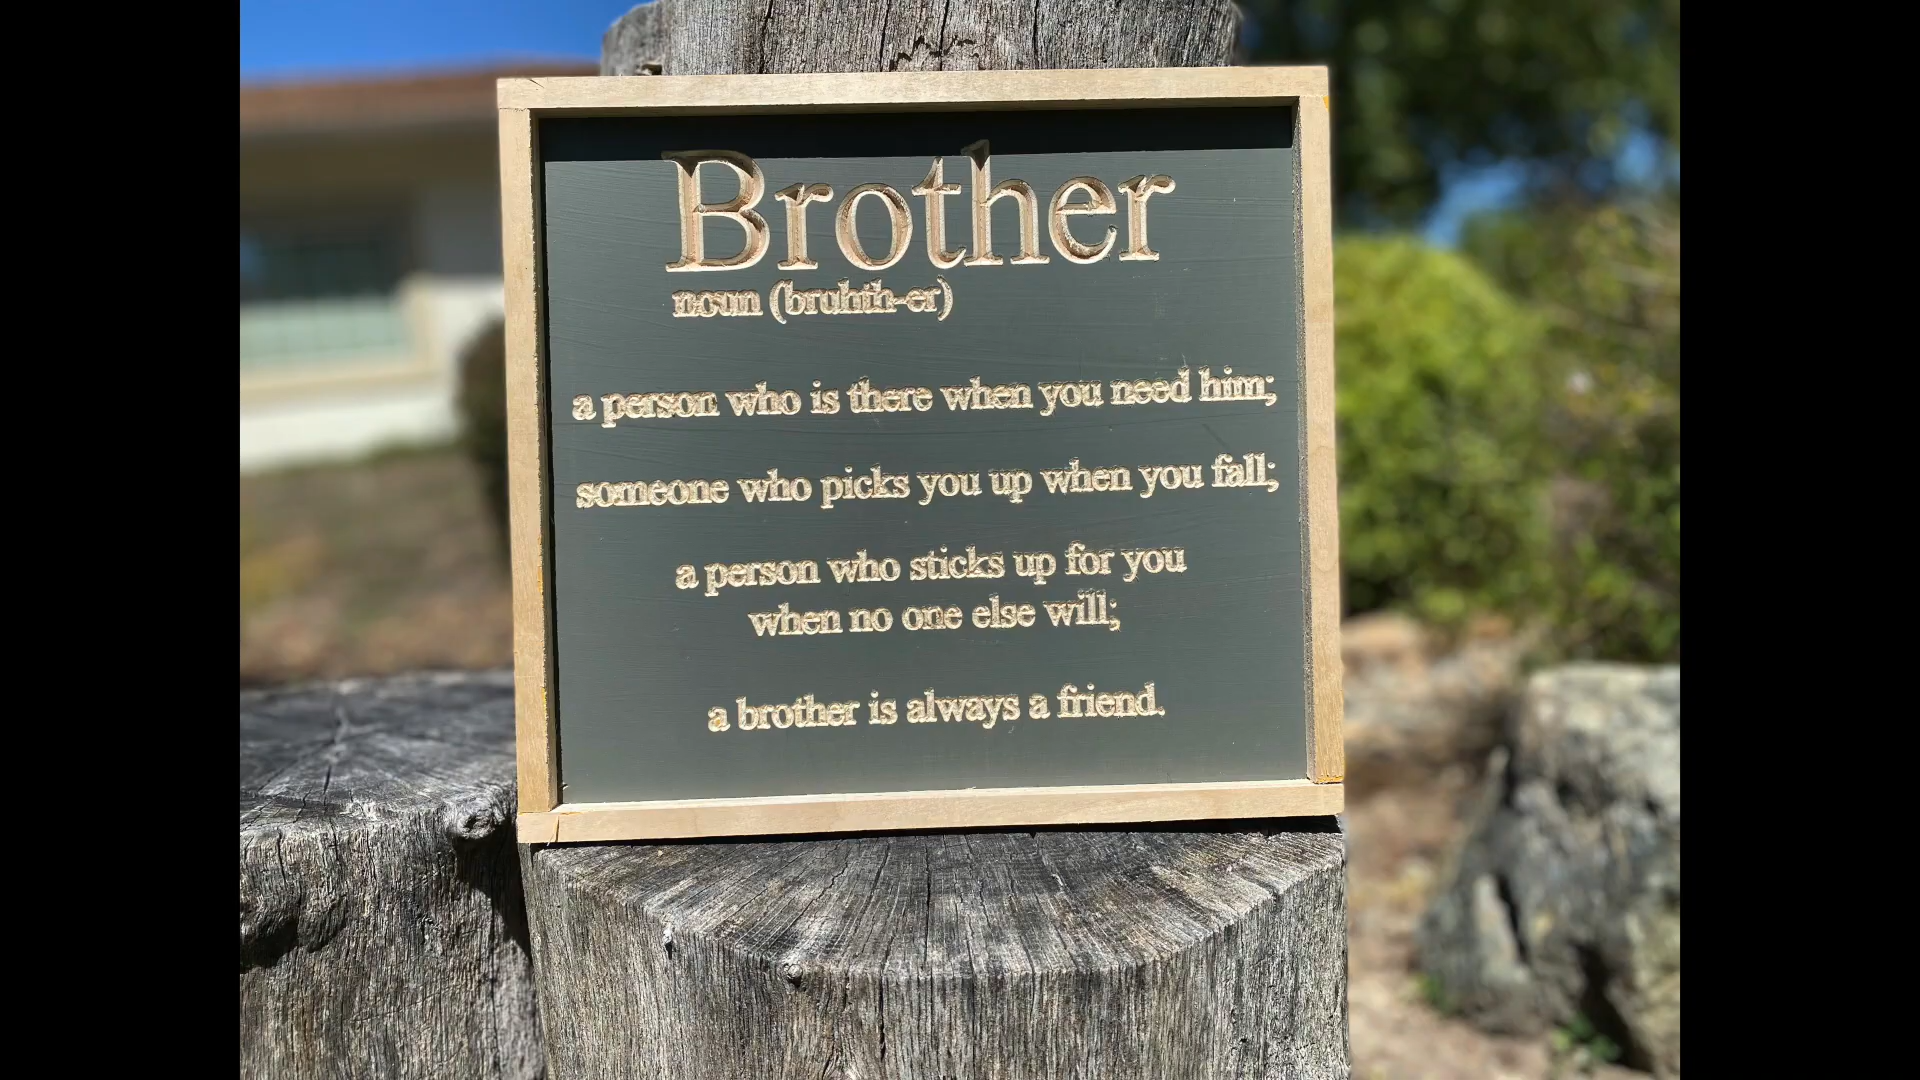 Brother
noun (bruhth-er)
a person who is there when you need him;
someone who picks you up when you fall;
a person who sticks up for you
when no one else will;
a brother is always a friend.